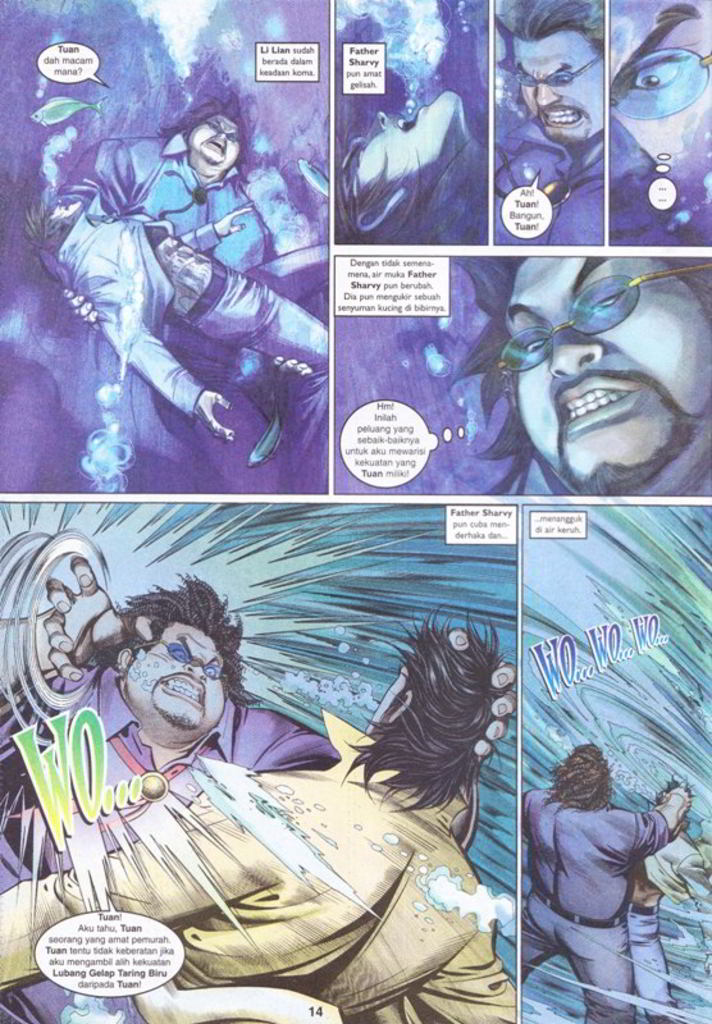 Tuan
dah macam
mana?
Li Lian sudah
berada dalam
keadaan koma.
Father
Sharvy
pun amat
gelisah.
Ah!
Tuan!
Bangun,
Tuan!
...
...
Dengan tidak semena-
mena, air muka Father
Sharvy pun berubah.
Dia pun mengukir sebuah
senyuman kucing di bibirnya.
Hm!
Inilah
peluang yang
sebaik-baiknya
untuk aku mewarisi
kekuatan yang
Tuan miliki!
Father Sharvy
pun cuba men-
derhaka dan...
WO...
Tuan!
Aku tahu, Tuan
seorang yang amat pemurah.
Tuan tentu tidak keberatan jika
aku mengambil alih kekuatan
Lubang Gelap Taring Biru
daripada Tuan!
...menangguk
di air keruh.
WO... WO... WO...
14